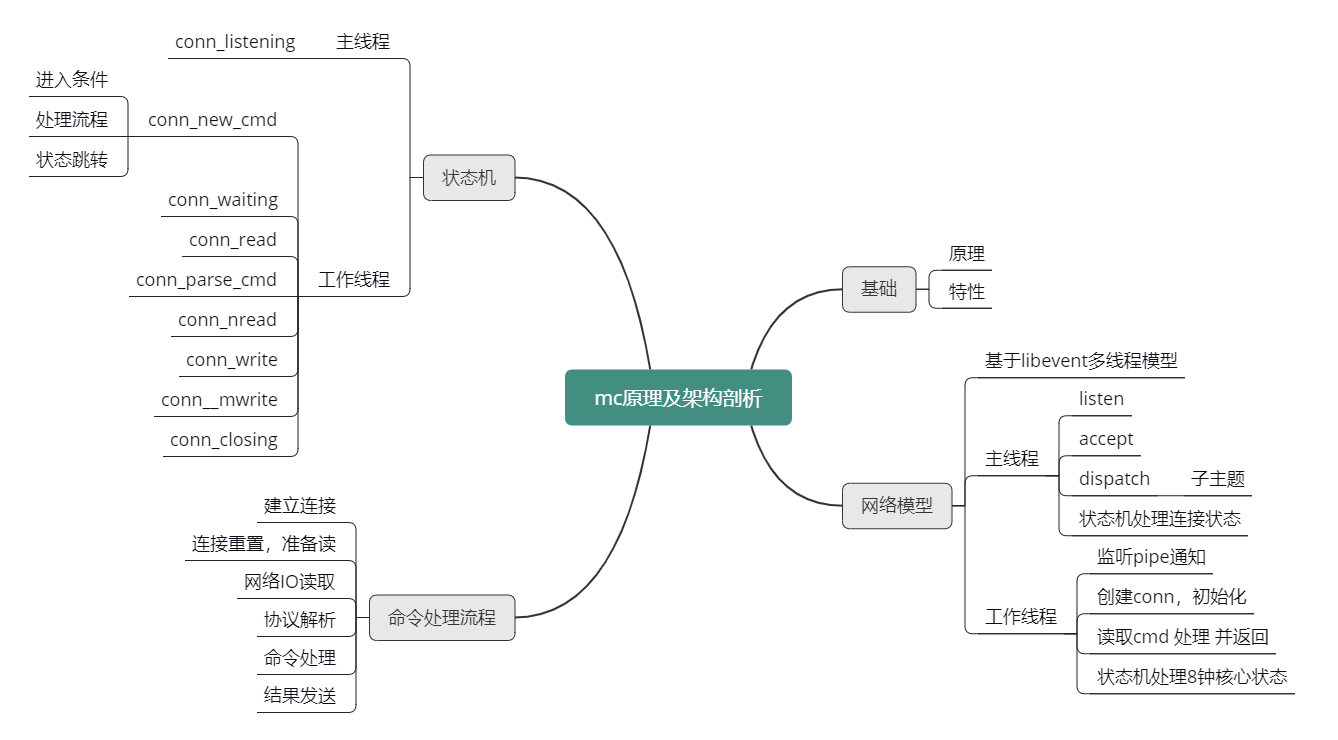 mc原理及架构剖析
基础
原理
特性
网络模型
基于libevent多线程模型
主线程
listen
accept
dispatch
子主题
状态机处理连接状态
工作线程
监听pipe通知
创建conn，初始化
读取cmd 处理 并返回
状态机处理8钟核心状态
状态机
主线程
conn_listening
工作线程
conn_new_cmd
进入条件
处理流程
状态跳转
conn_waiting
conn_read
conn_parse_cmd
conn_nread
conn_write
conn__mwrite
conn_closing
命令处理流程
建立连接
连接重置，准备读
网络IO读取
协议解析
命令处理
结果发送